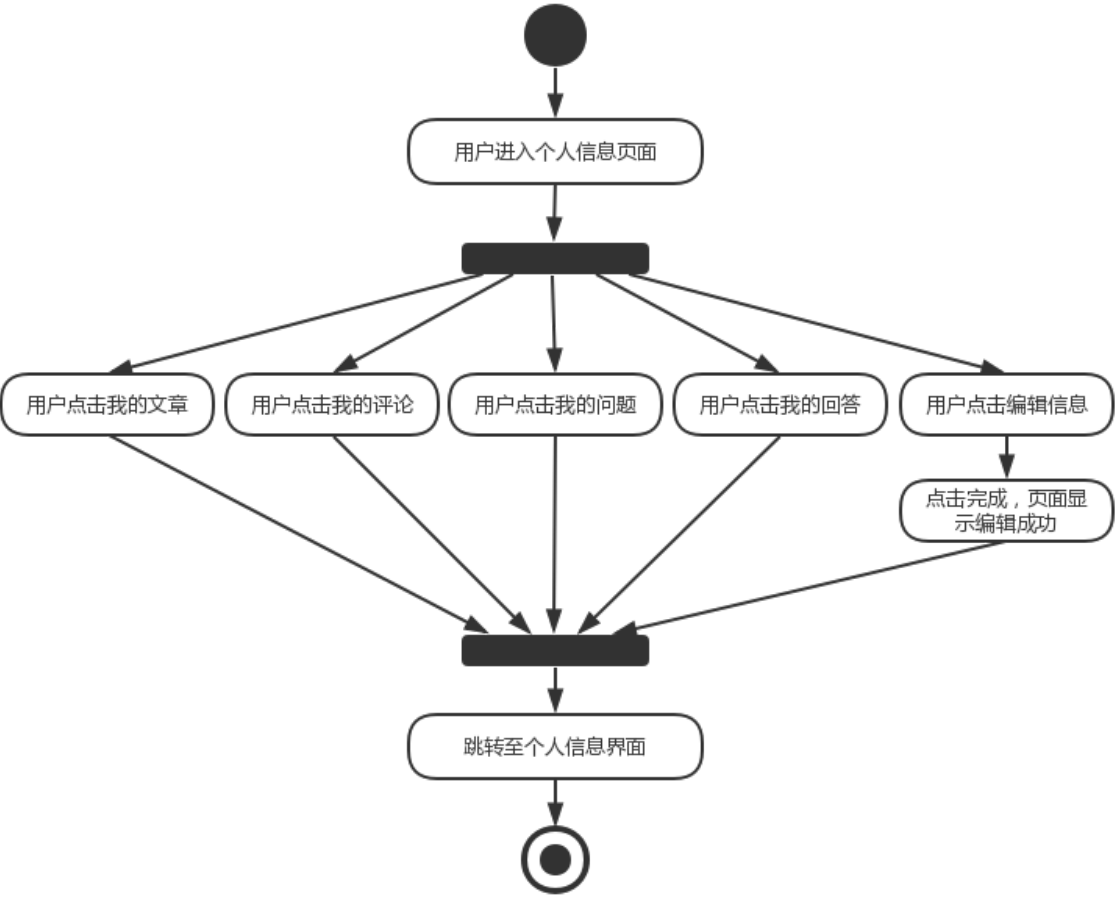 用户进入个人信息页面
用户点击我的文章
用户点击我的评论
用户点击我的问题
用户点击我的回答
用户点击编辑信息
点击完成，页面显
示编辑成功
跳转至个人信息界面